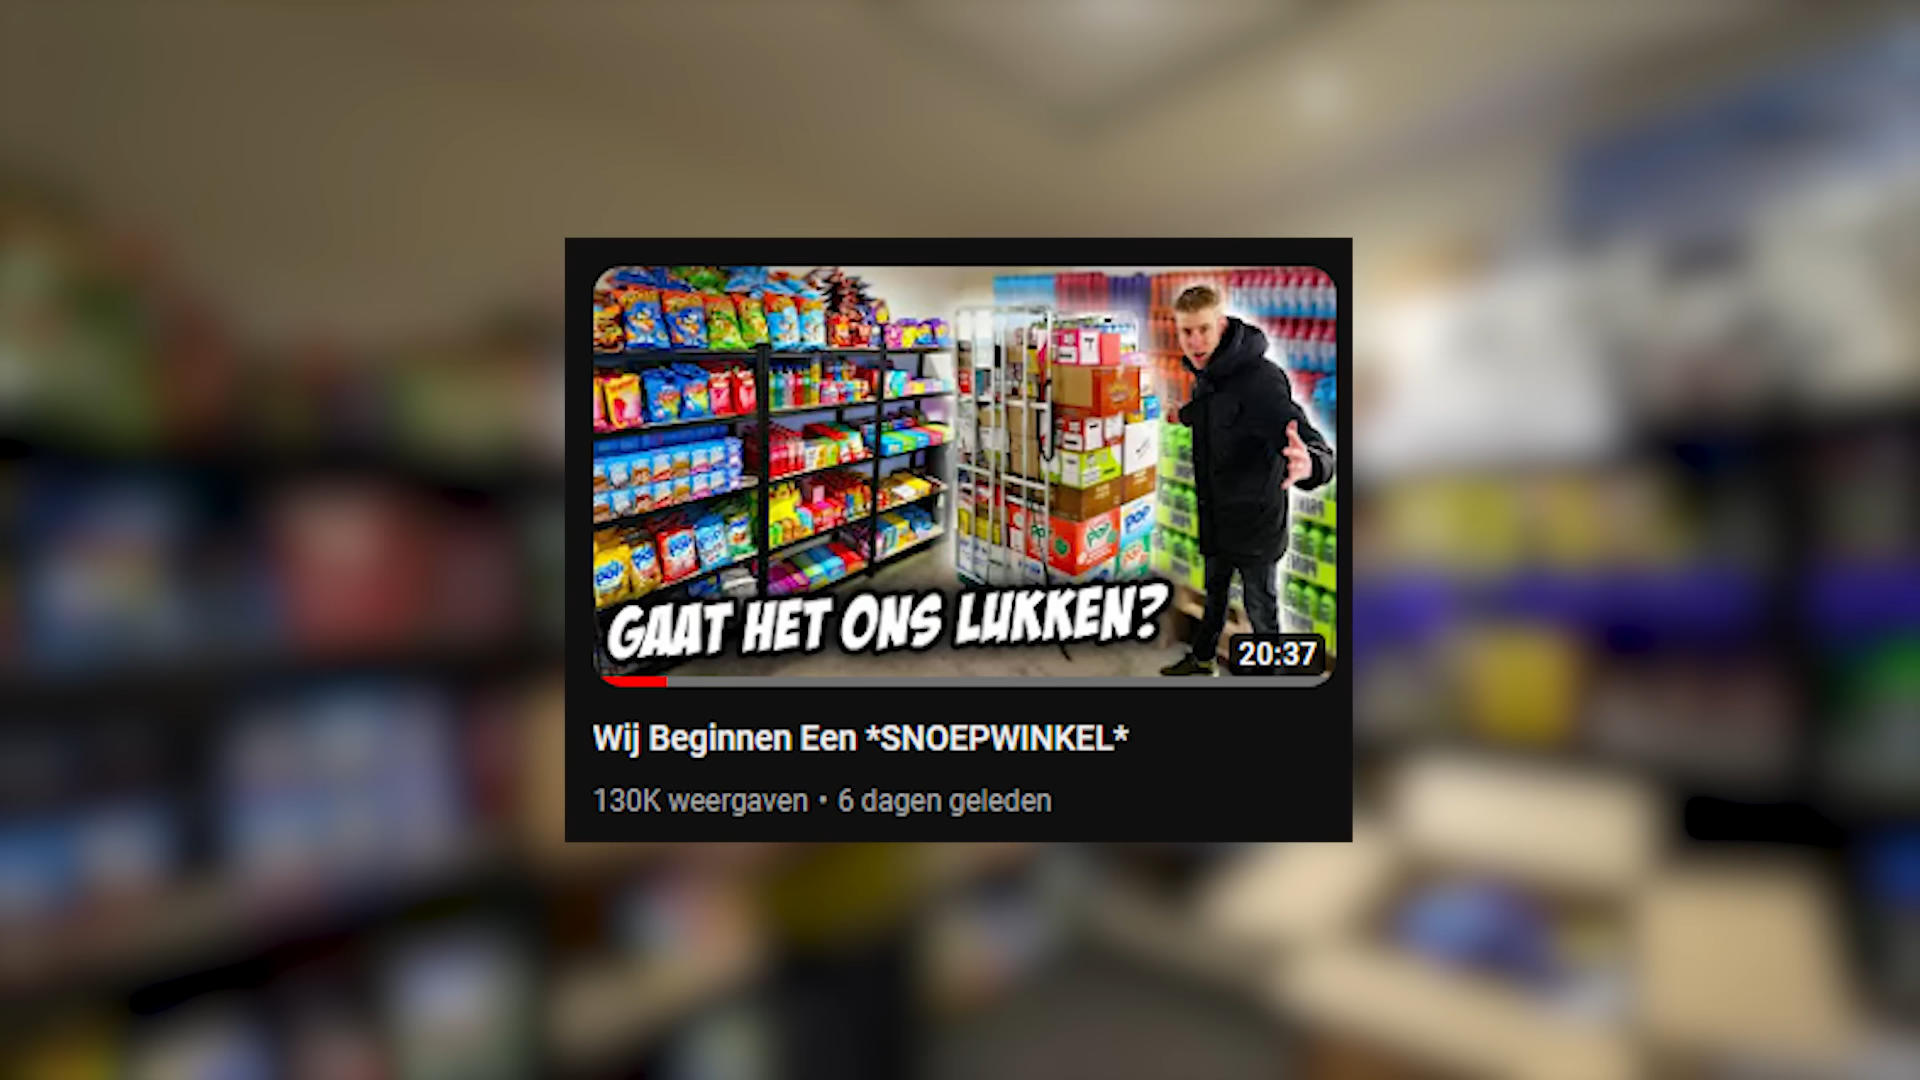 GAAT HET ONS LUKKEN?
20:37
Wij Beginnen Een *SNOEPWINKEL*
130K weergaven • 6 dagen geleden